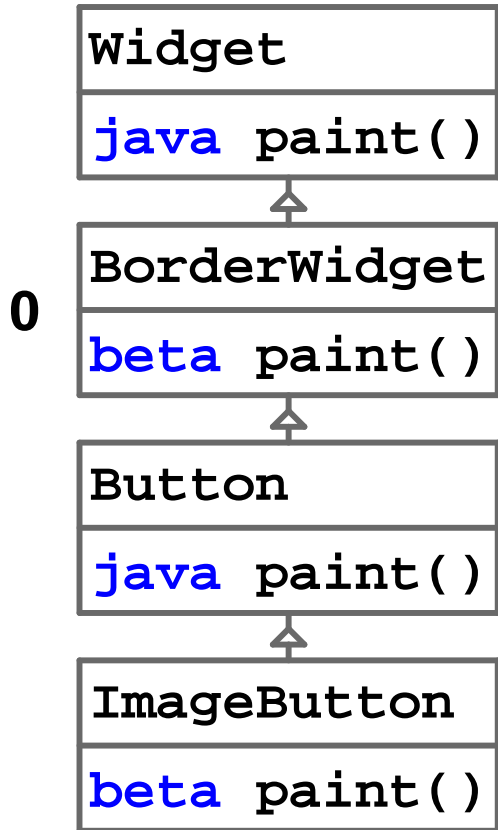 Widget
java paint()
BorderWidget
0
beta paint()
Button
java paint()
ImageButton
beta paint()